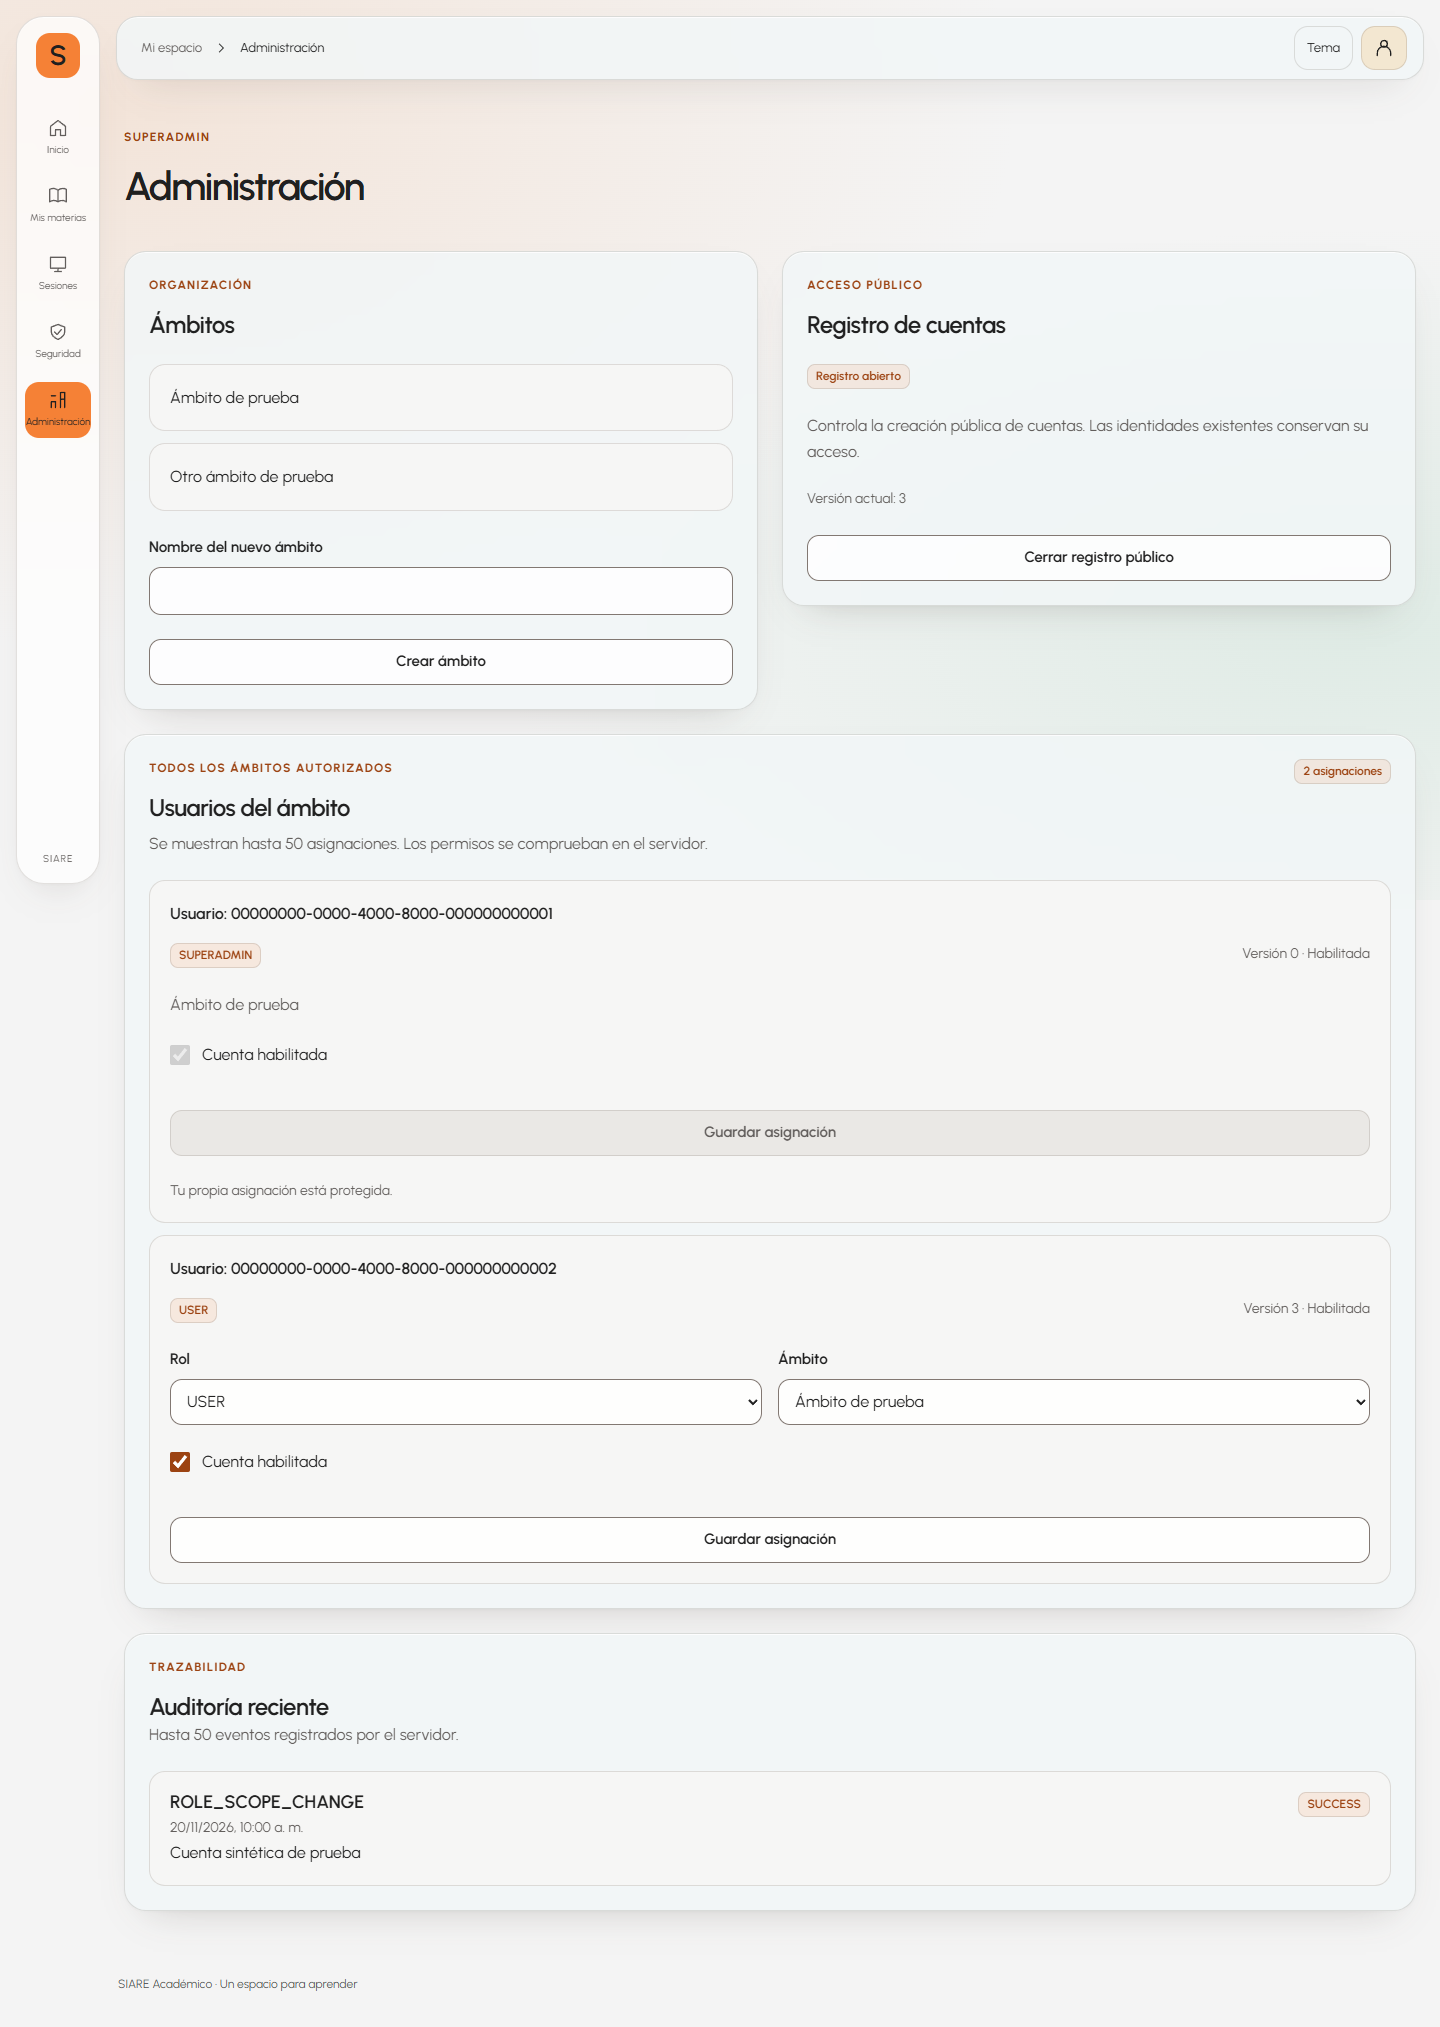 S
Inicio
Mis materias
Sesiones
Seguridad
Administración
SIARE
Mi espacio
Administración
Tema
SUPERADMIN
Administración
ORGANIZACIÓN
Ámbitos
Ámbito de prueba
Otro ámbito de prueba
Nombre del nuevo ámbito
Crear ámbito
ACCESO PÚBLICO
Registro de cuentas
Registro abierto
Controla la creación pública de cuentas. Las identidades existentes conservan su
acceso.
Versión actual: 3
Cerrar registro público
TODOS LOS ÁMBITOS AUTORIZADOS
2 asignaciones
Usuarios del ámbito
Se muestran hasta 50 asignaciones. Los permisos se comprueban en el servidor.
Usuario: 00000000-0000-4000-8000-000000000001
SUPERADMIN
Versión 0 · Habilitada
Ámbito de prueba
Cuenta habilitada
Guardar asignación
Tu propia asignación está protegida.
Usuario: 00000000-0000-4000-8000-000000000002
USER
Versión 3 · Habilitada
Rol
Ámbito
USER
Ámbito de prueba
Cuenta habilitada
Guardar asignación
TRAZABILIDAD
Auditoría reciente
Hasta 50 eventos registrados por el servidor.
ROLE_SCOPE_CHANGE
SUCCESS
20/11/2026, 10:00 a. m.
Cuenta sintética de prueba
SIARE Académico · Un espacio para aprender